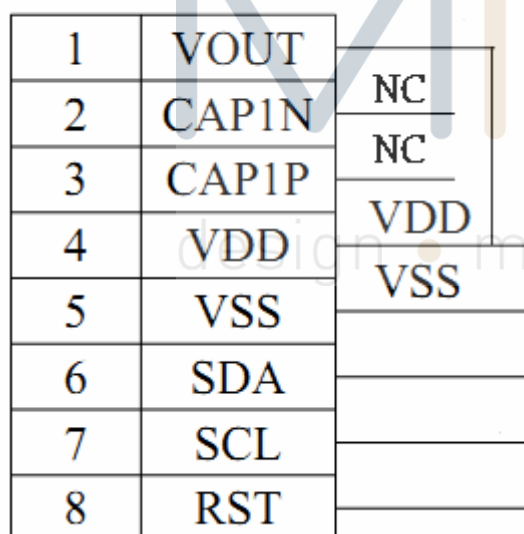 1 VOUT
NC
2 CAP1N
NC
3 CAP1P
VDD
4 VDD
VSS
5 VSS
6 SDA
7 SCL
8 RST
design m